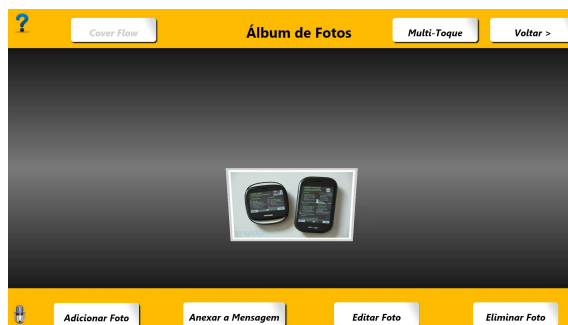 Cover Flow
Álbum de Fotos
Multi-Toque
Voltar >
Adicionar Foto
Anexar a Mensagem
Editar Foto
Eliminar Foto